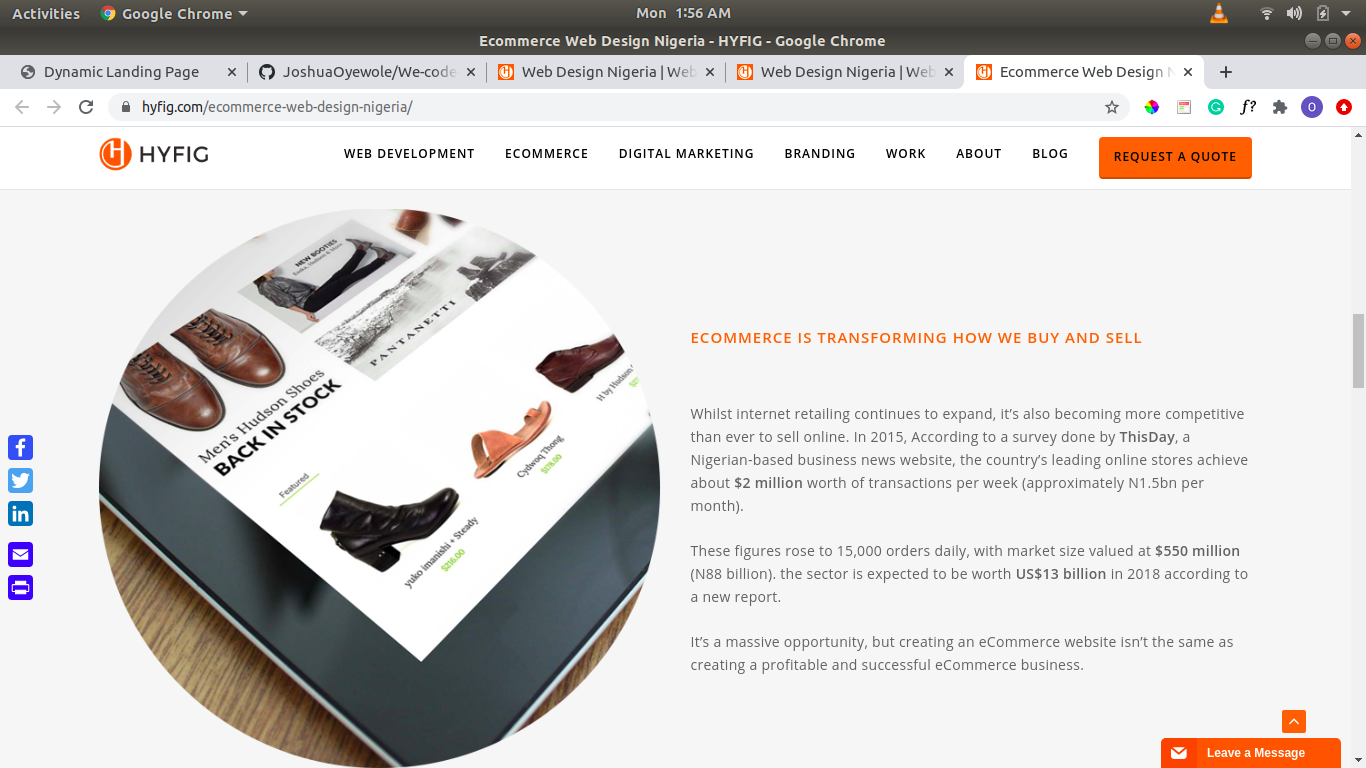 Activities
Google Chrome
Mon 1:56 AM
Ecommerce Web Design Nigeria - HYFIG - Google Chrome
Dynamic Landing Page
JoshuaOyewole/We-code
Web Design Nigeria | Web
Web Design Nigeria | Web
Ecommerce Web Design N
hyfig.com/ecommerce-web-design-nigeria/
f?
O
HYFIG
WEB DEVELOPMENT
ECOMMERCE
DIGITAL MARKETING
BRANDING
WORK
ABOUT
BLOG
REQUEST A QUOTE
NEW BOOTIES
PANTANETTI
Men's Hudson Shoes
BACK IN STOCK
H by Hudson
Featured
Cydwoq Thong
$178.00
yuko imanishi + Steady
$216.00
ECOMMERCE IS TRANSFORMING HOW WE BUY AND SELL
Whilst internet retailing continues to expand, it's also becoming more competitive
than ever to sell online. In 2015, According to a survey done by ThisDay, a
Nigerian-based business news website, the country's leading online stores achieve
about $2 million worth of transactions per week (approximately N1.5bn per
month).
These figures rose to 15,000 orders daily, with market size valued at $550 million
(N88 billion). the sector is expected to be worth US$13 billion in 2018 according to
a new report.
It's a massive opportunity, but creating an eCommerce website isn't the same as
creating a profitable and successful eCommerce business.
Leave a Message